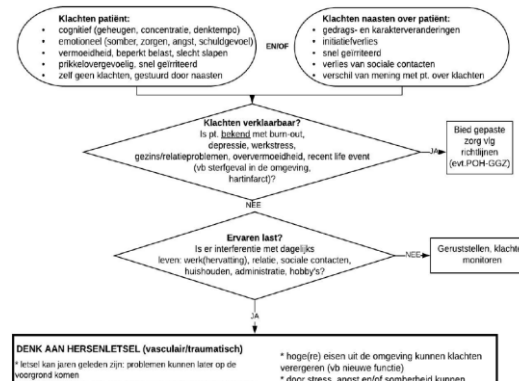 Klachten patiënt:
• cognitief (geheugen, concentratie, denktempo)
• emotioneel (somber, zorgen, angst, schuldgevoel)
• vermoeidheid, beperkt belast, slecht slapen
• prikkelovergevoelig, snel geïrriteerd
• zelf geen klachten, gestuurd door naasten
EN/OF
Klachten naasten over patiënt:
• gedrags- en karakterveranderingen
• initiatiefverlies
• snel geïrriteerd
• verlies van sociale contacten
• verschil van mening met pt. over klachten
Klachten verklaarbaar?
Is pt. bekend met burn-out,
depressie, werkstress,
gezins/relatieproblemen, oververmoeidheid, recent life event
(vb sterfgeval in de omgeving,
hartinfarct)?
JA
Bied gepaste
zorg vlg
richtlijnen
(evt.POH-GGZ)
NEE
Ervaren last?
Is er interferentie met dagelijks
leven: werk(hervatting), relatie, sociale contacten,
huishouden, administratie, hobby's?
NEE
Geruststellen, klachten
monitoren
JA
DENK AAN HERSENLETSEL (vasculair/traumatisch)
* letsel kan jaren geleden zijn: problemen kunnen later op de
voorgrond komen
* hoge(re) eisen uit de omgeving kunnen klachten
verergeren (vb nieuwe functie)
* door stress, angst en/of somberheid kunnen